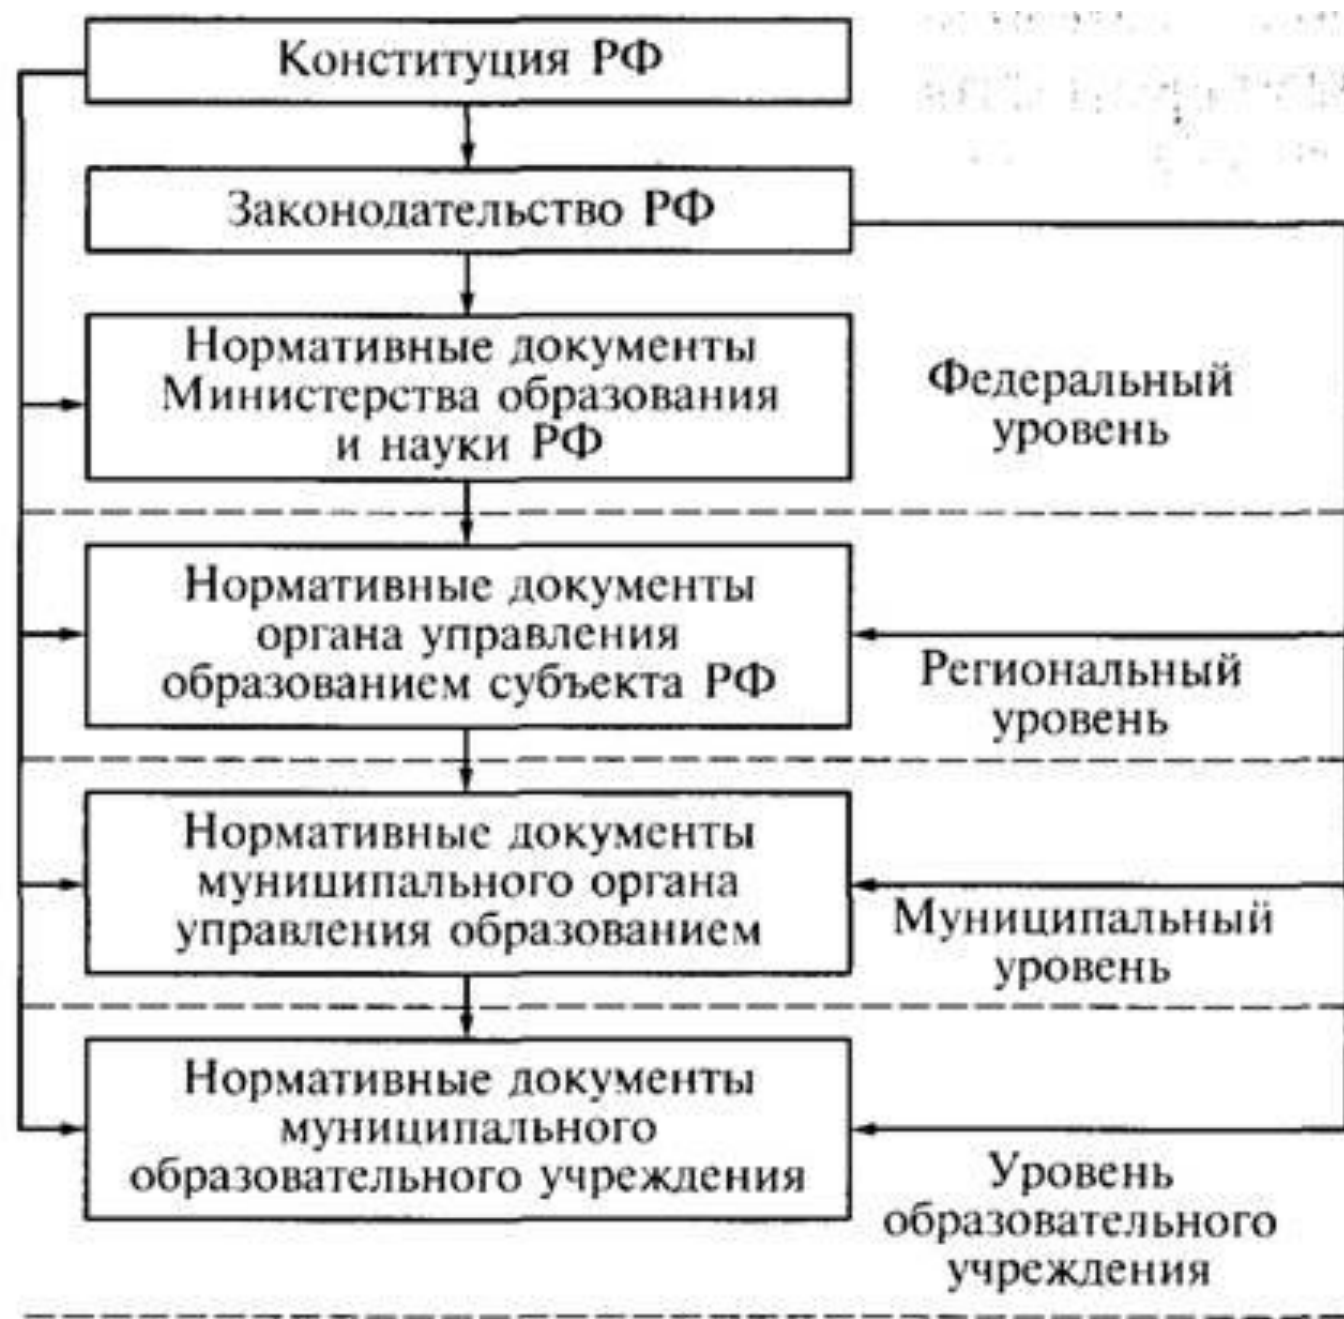 Конституция РФ
Законодательство РФ
Нормативные документы
Министерства образования
и науки РФ
Федеральный
уровень
Нормативные документы
органа управления
образованием субъекта РФ
Региональный
уровень
Нормативные документы
муниципального органа
управления образованием
Муниципальный
уровень
Нормативные документы
муниципального
образовательного учреждения
Уровень
образовательного
учреждения